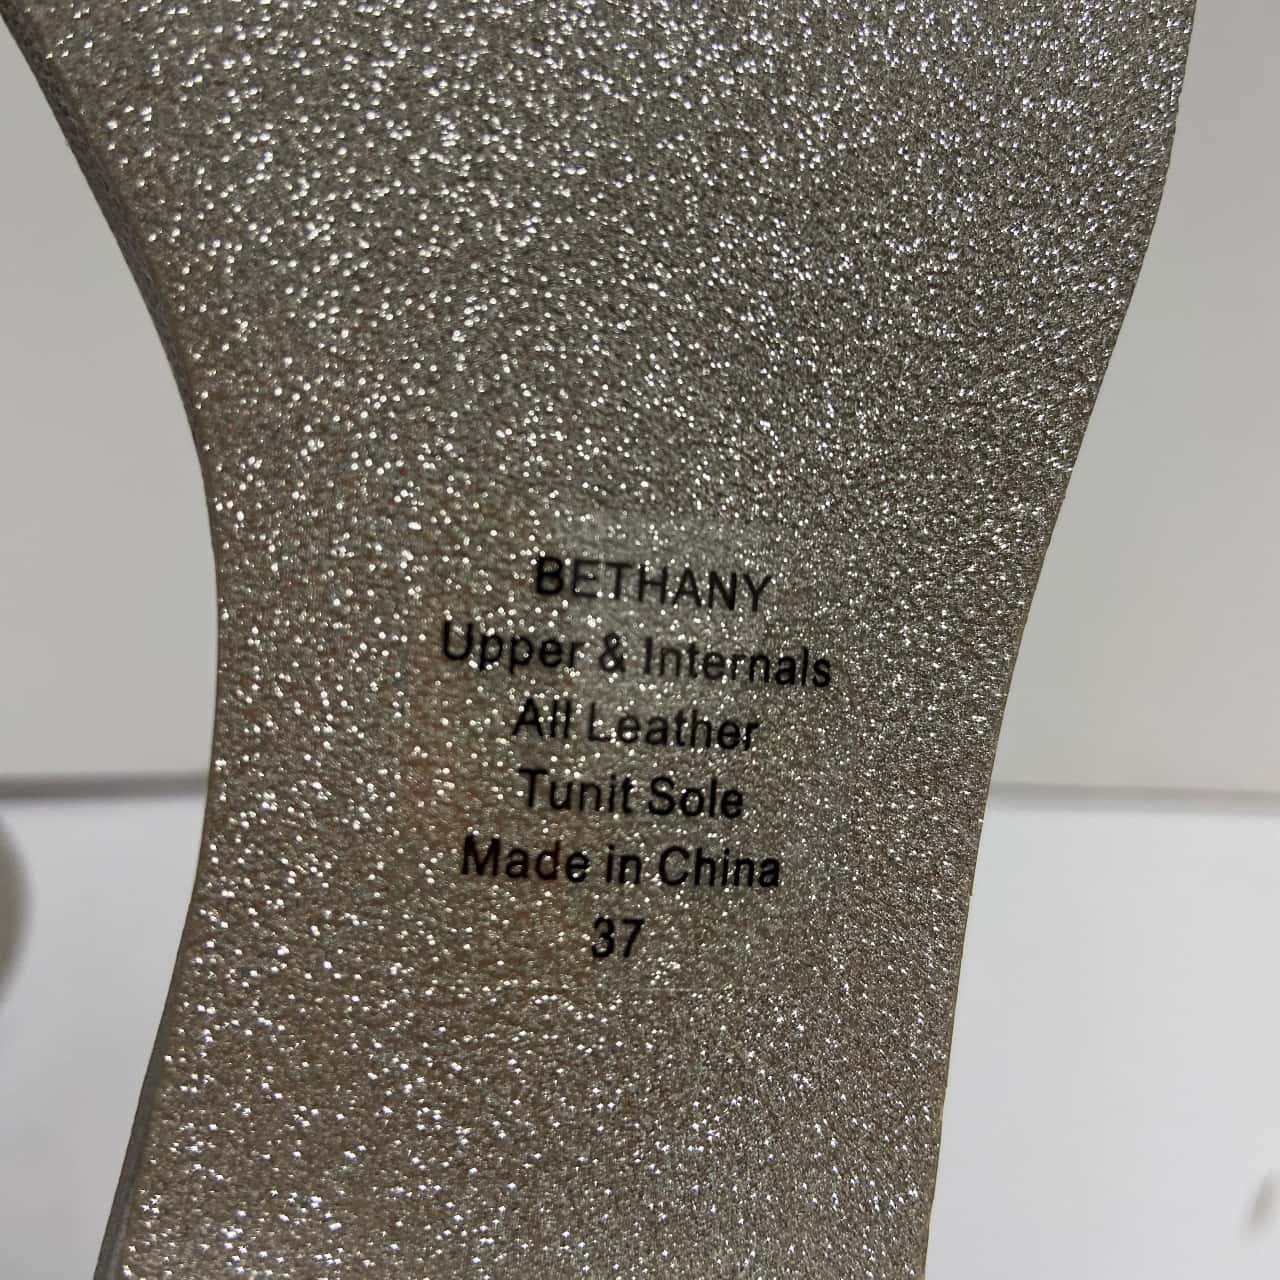 BETHANY
Upper & Internals
All Leather
Tunit Sole
Made in China
37